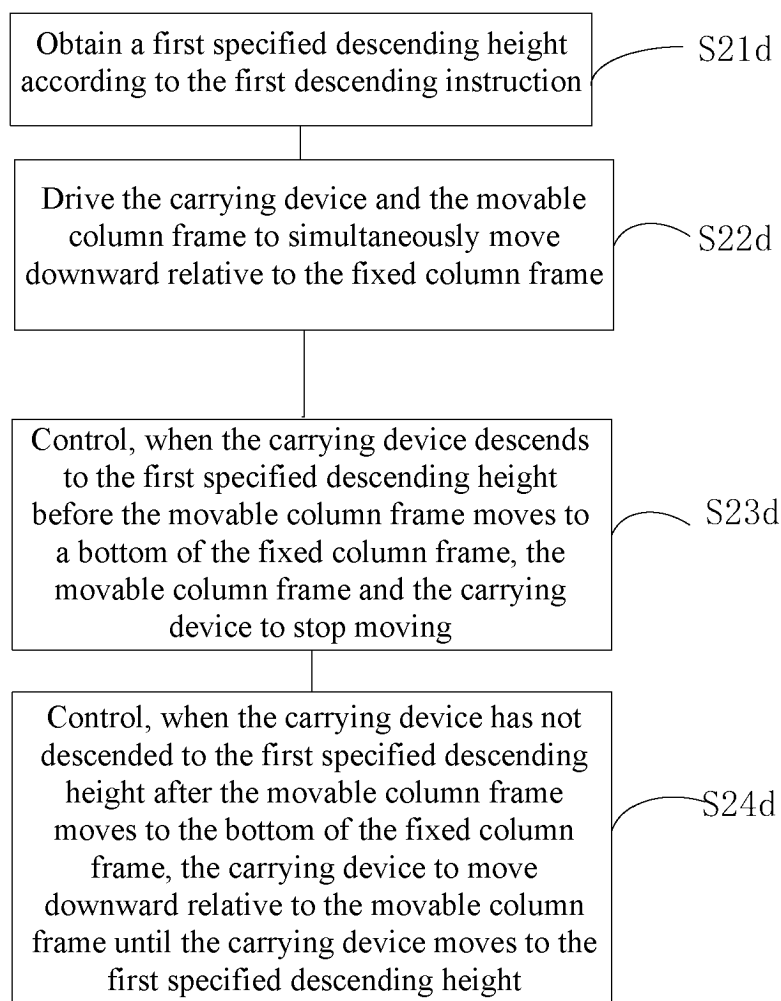 Obtain a first specified descending height
according to the first descending instruction
S21d
Drive the carrying device and the movable
column frame to simultaneously move
downward relative to the fixed column frame
S22d
Control, when the carrying device descends
to the first specified descending height
before the movable column frame moves to
a bottom of the fixed column frame, the
movable column frame and the carrying
device to stop moving
S23d
Control, when the carrying device has not
descended to the first specified descending
height after the movable column frame
moves to the bottom of the fixed column
frame, the carrying device to move
downward relative to the movable column
frame until the carrying device moves to the
first specified descending height
S24d